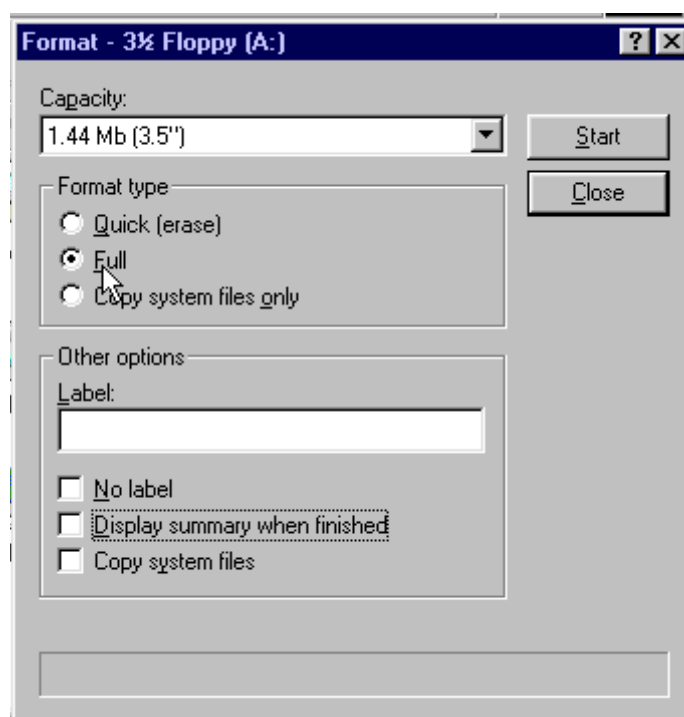 Format - 3½ Floppy (A:)
Capacity:
1.44 Mb (3.5")
Start
Close
Format type
Quick (erase)
Full
Copy system files only
Other options
Label:
No label
Display summary when finished
Copy system files